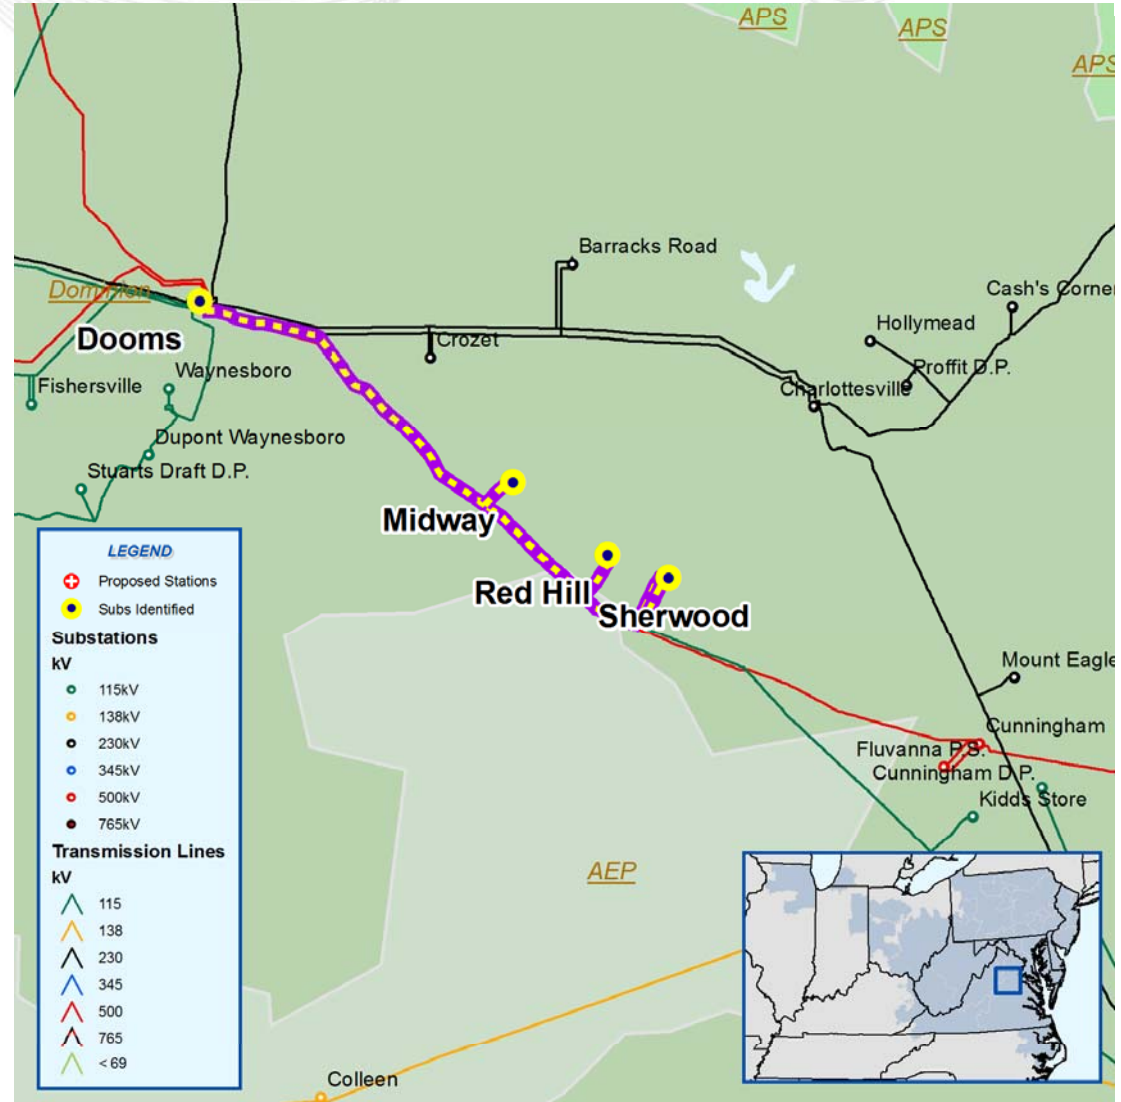 APS
APS
APS
Barracks Road
Dominion
Cash's Corner
Hollymead
Dooms
Crozet
Proffit D.P.
Waynesboro
Fishersville
Charlottesville
Dupont Waynesboro
Stuarts Draft D.P.
Midway
Red Hill
Sherwood
Mount Eagle
Cunningham
Fluvanna P.S.
Cunningham D.P.
Kidds Store
AEP
Colleen
LEGEND
Proposed Stations
Subs Identified
Substations
kV
115kV
138kV
230kV
345kV
500kV
765kV
Transmission Lines
kV
115
138
230
345
500
765
< 69